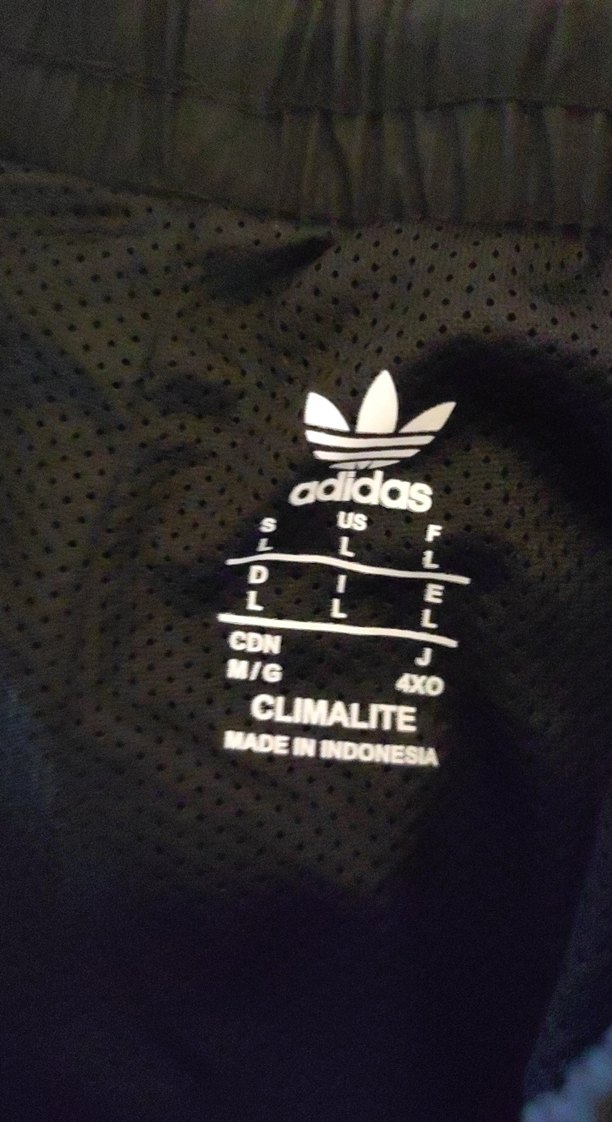 adidas
S US F
L L L
D I E
L L L
CDN J
M/G 4XO
CLIMALITE
MADE IN INDONESIA